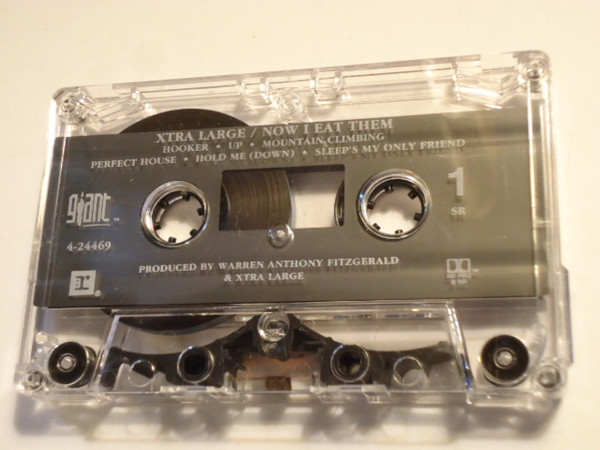 XTRA LARGE / NOW I EAT THEM
HOOKER • UP • MOUNTAIN CLIMBING
PERFECT HOUSE • HOLD ME (DOWN) • SLEEP'S MY ONLY FRIEND
giant
1
SR
4-24469
PRODUCED BY WARREN ANTHONY FITZGERALD
& XTRA LARGE
r